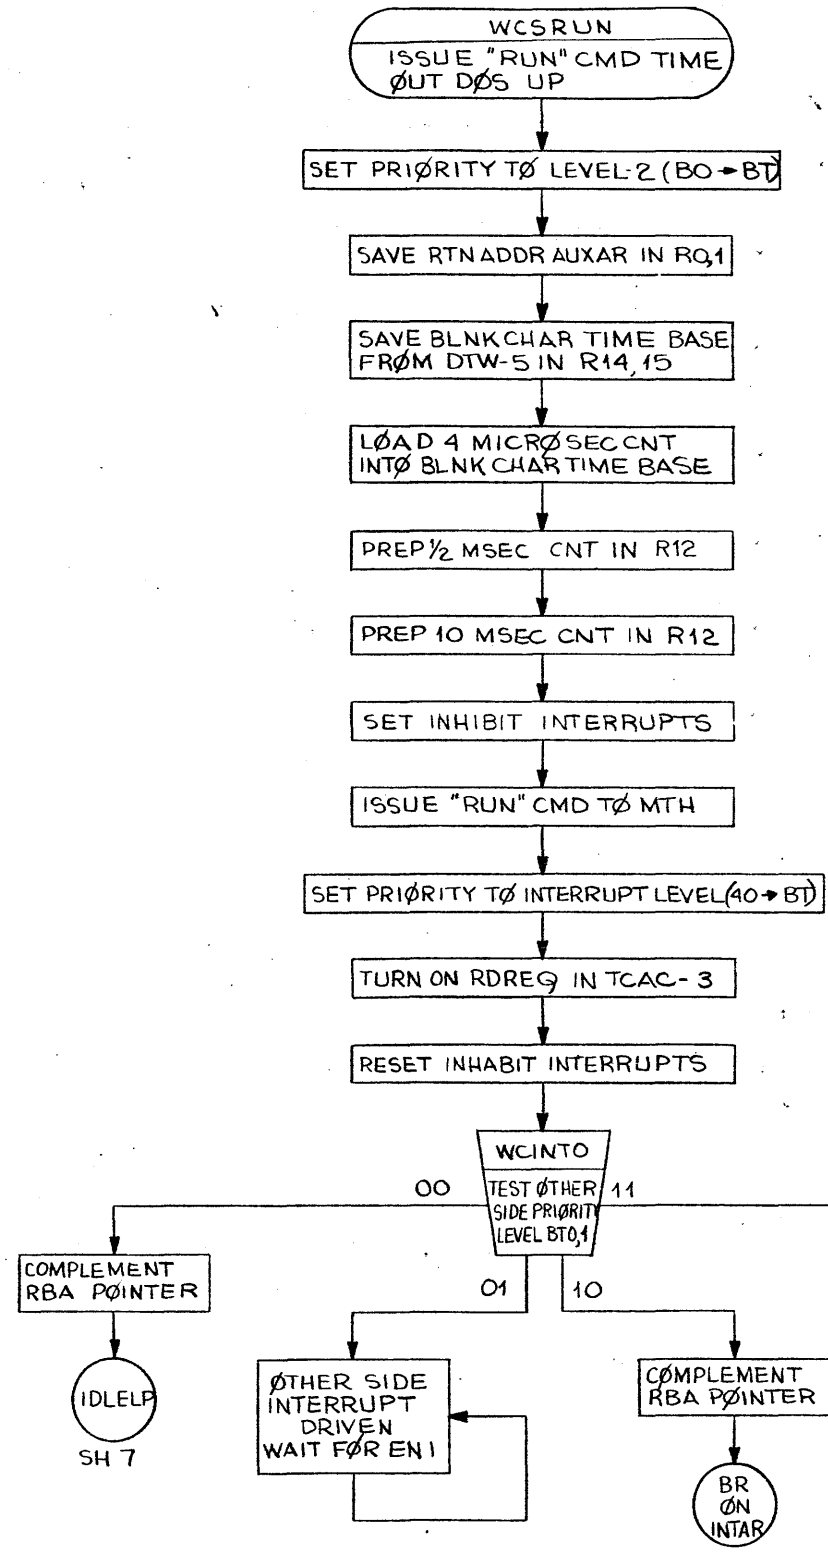 WCSRUN
ISSUE "RUN" CMD TIME
ØUT DØS UP
SET PRIØRITY TØ LEVEL-2 (BO→BT)
SAVE RTN ADDR AUXAR IN R0,1
SAVE BLNK CHAR TIME BASE
FRØM DTW-5 IN R14,15
LØAD 4 MICRØSEC CNT
INTØ BLNK CHAR TIME BASE
PREP 1/2 MSEC CNT IN R12
PREP 10 MSEC CNT IN R12
SET INHIBIT INTERRUPTS
ISSUE "RUN" CMD TØ MTH
SET PRIØRITY TØ INTERRUPT LEVEL (40→BT)
TURN ON RDREQ IN TCAC-3
RESET INHABIT INTERRUPTS
WCINTO
TEST ØTHER
SIDE PRIØRIT
LEVEL BT0,1
00
11
01
10
COMPLEMENT
RBA PØINTER
IDLELP
SH 7
ØTHER SIDE
INTERRUPT
DRIVEN
WAIT FØR EN1
CØMPLEMENT
RBA PØINTER
BR
ØN
INTAR